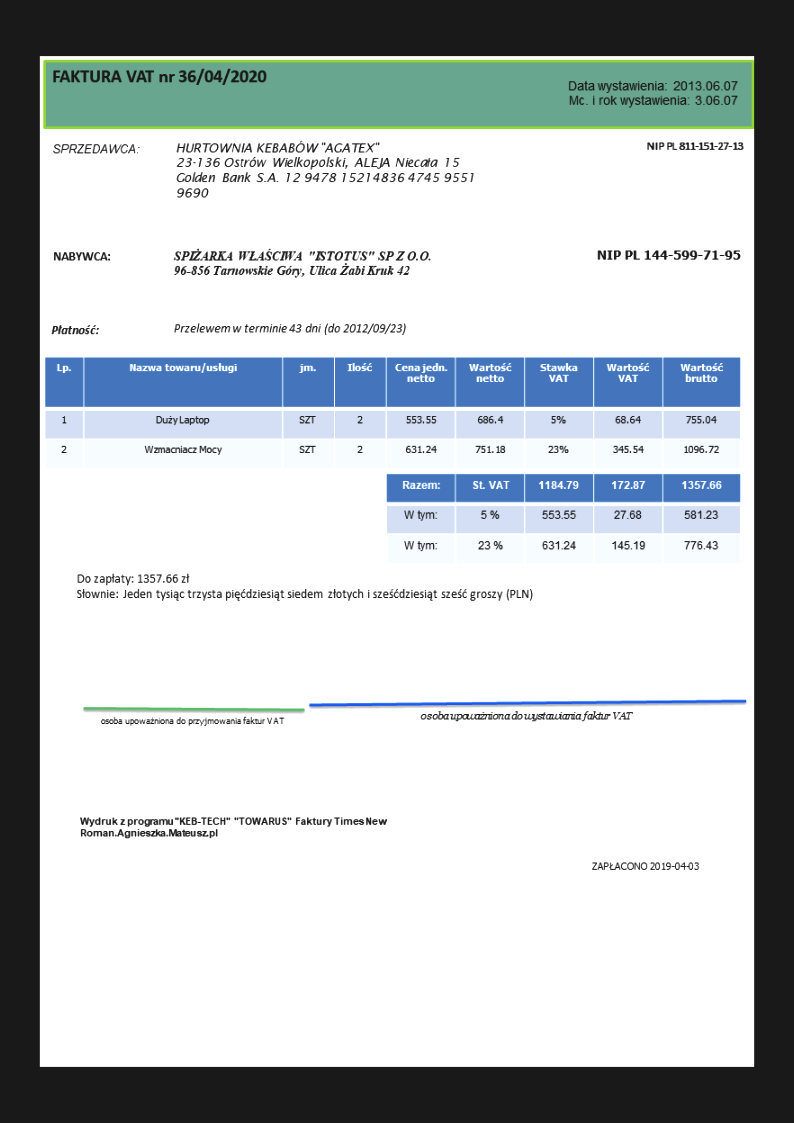 FAKTURA VAT nr 36/04/2020
Data wystawienia: 2013.06.07
Mc. i rok wystawienia: 3.06.07
SPRZEDAWCA:
HURTOWNIA KEBABÓW "AGATEX"
NIP PL 811-151-27-13
23-136 Ostrów Wielkopolski, ALEJA Niecała 15
Golden Bank S.A. 12 9478 15214836 4745 9551
9690
NABYWCA:
SPIŻARKA WŁAŚCIWA "ISTOTUS" SP Z O.O.
NIP PL 144-599-71-95
96-856 Tarnowskie Góry, Ulica Żabi Kruk 42
Płatność:
Przelewem w terminie 43 dni (do 2012/09/23)
Lp. Nazwa towaru/usługi jm. Ilość Cena jedn. netto Wartość netto Stawka VAT Wartość VAT Wartość brutto
1 Duży Laptop SZT 2 553.55 686.4 5% 68.64 755.04
2 Wzmacniacz Mocy SZT 2 631.24 751.18 23% 345.54 1096.72
Razem: St. VAT 1184.79 172.87 1357.66
W tym: 5 % 553.55 27.68 581.23
W tym: 23 % 631.24 145.19 776.43
Do zapłaty: 1357.66 zł
Słownie: Jeden tysiąc trzysta pięćdziesiąt siedem złotych i sześćdziesiąt sześć groszy (PLN)
osoba upoważniona do przyjmowania faktur VAT
osoba upoważniona do wystawiania faktur VAT
Wydruk z programu "KEB-TECH" "TOWARUS" Faktury Times New
Roman.Agnieszka.Mateusz.pl
ZAPŁACONO 2019-04-03